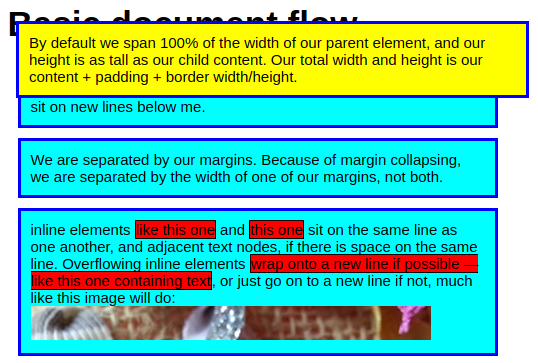 Basic document flow
By default we span 100% of the width of our parent element, and our
height is as tall as our child content. Our total width and height is our
content + padding + border width/height.
sit on new lines below me.
We are separated by our margins. Because of margin collapsing,
we are separated by the width of one of our margins, not both.
inline elements like this one and this one sit on the same line as
one another, and adjacent text nodes, if there is space on the same
line. Overflowing inline elements wrap onto a new line if possible —
like this one containing text, or just go on to a new line if not, much
like this image will do: